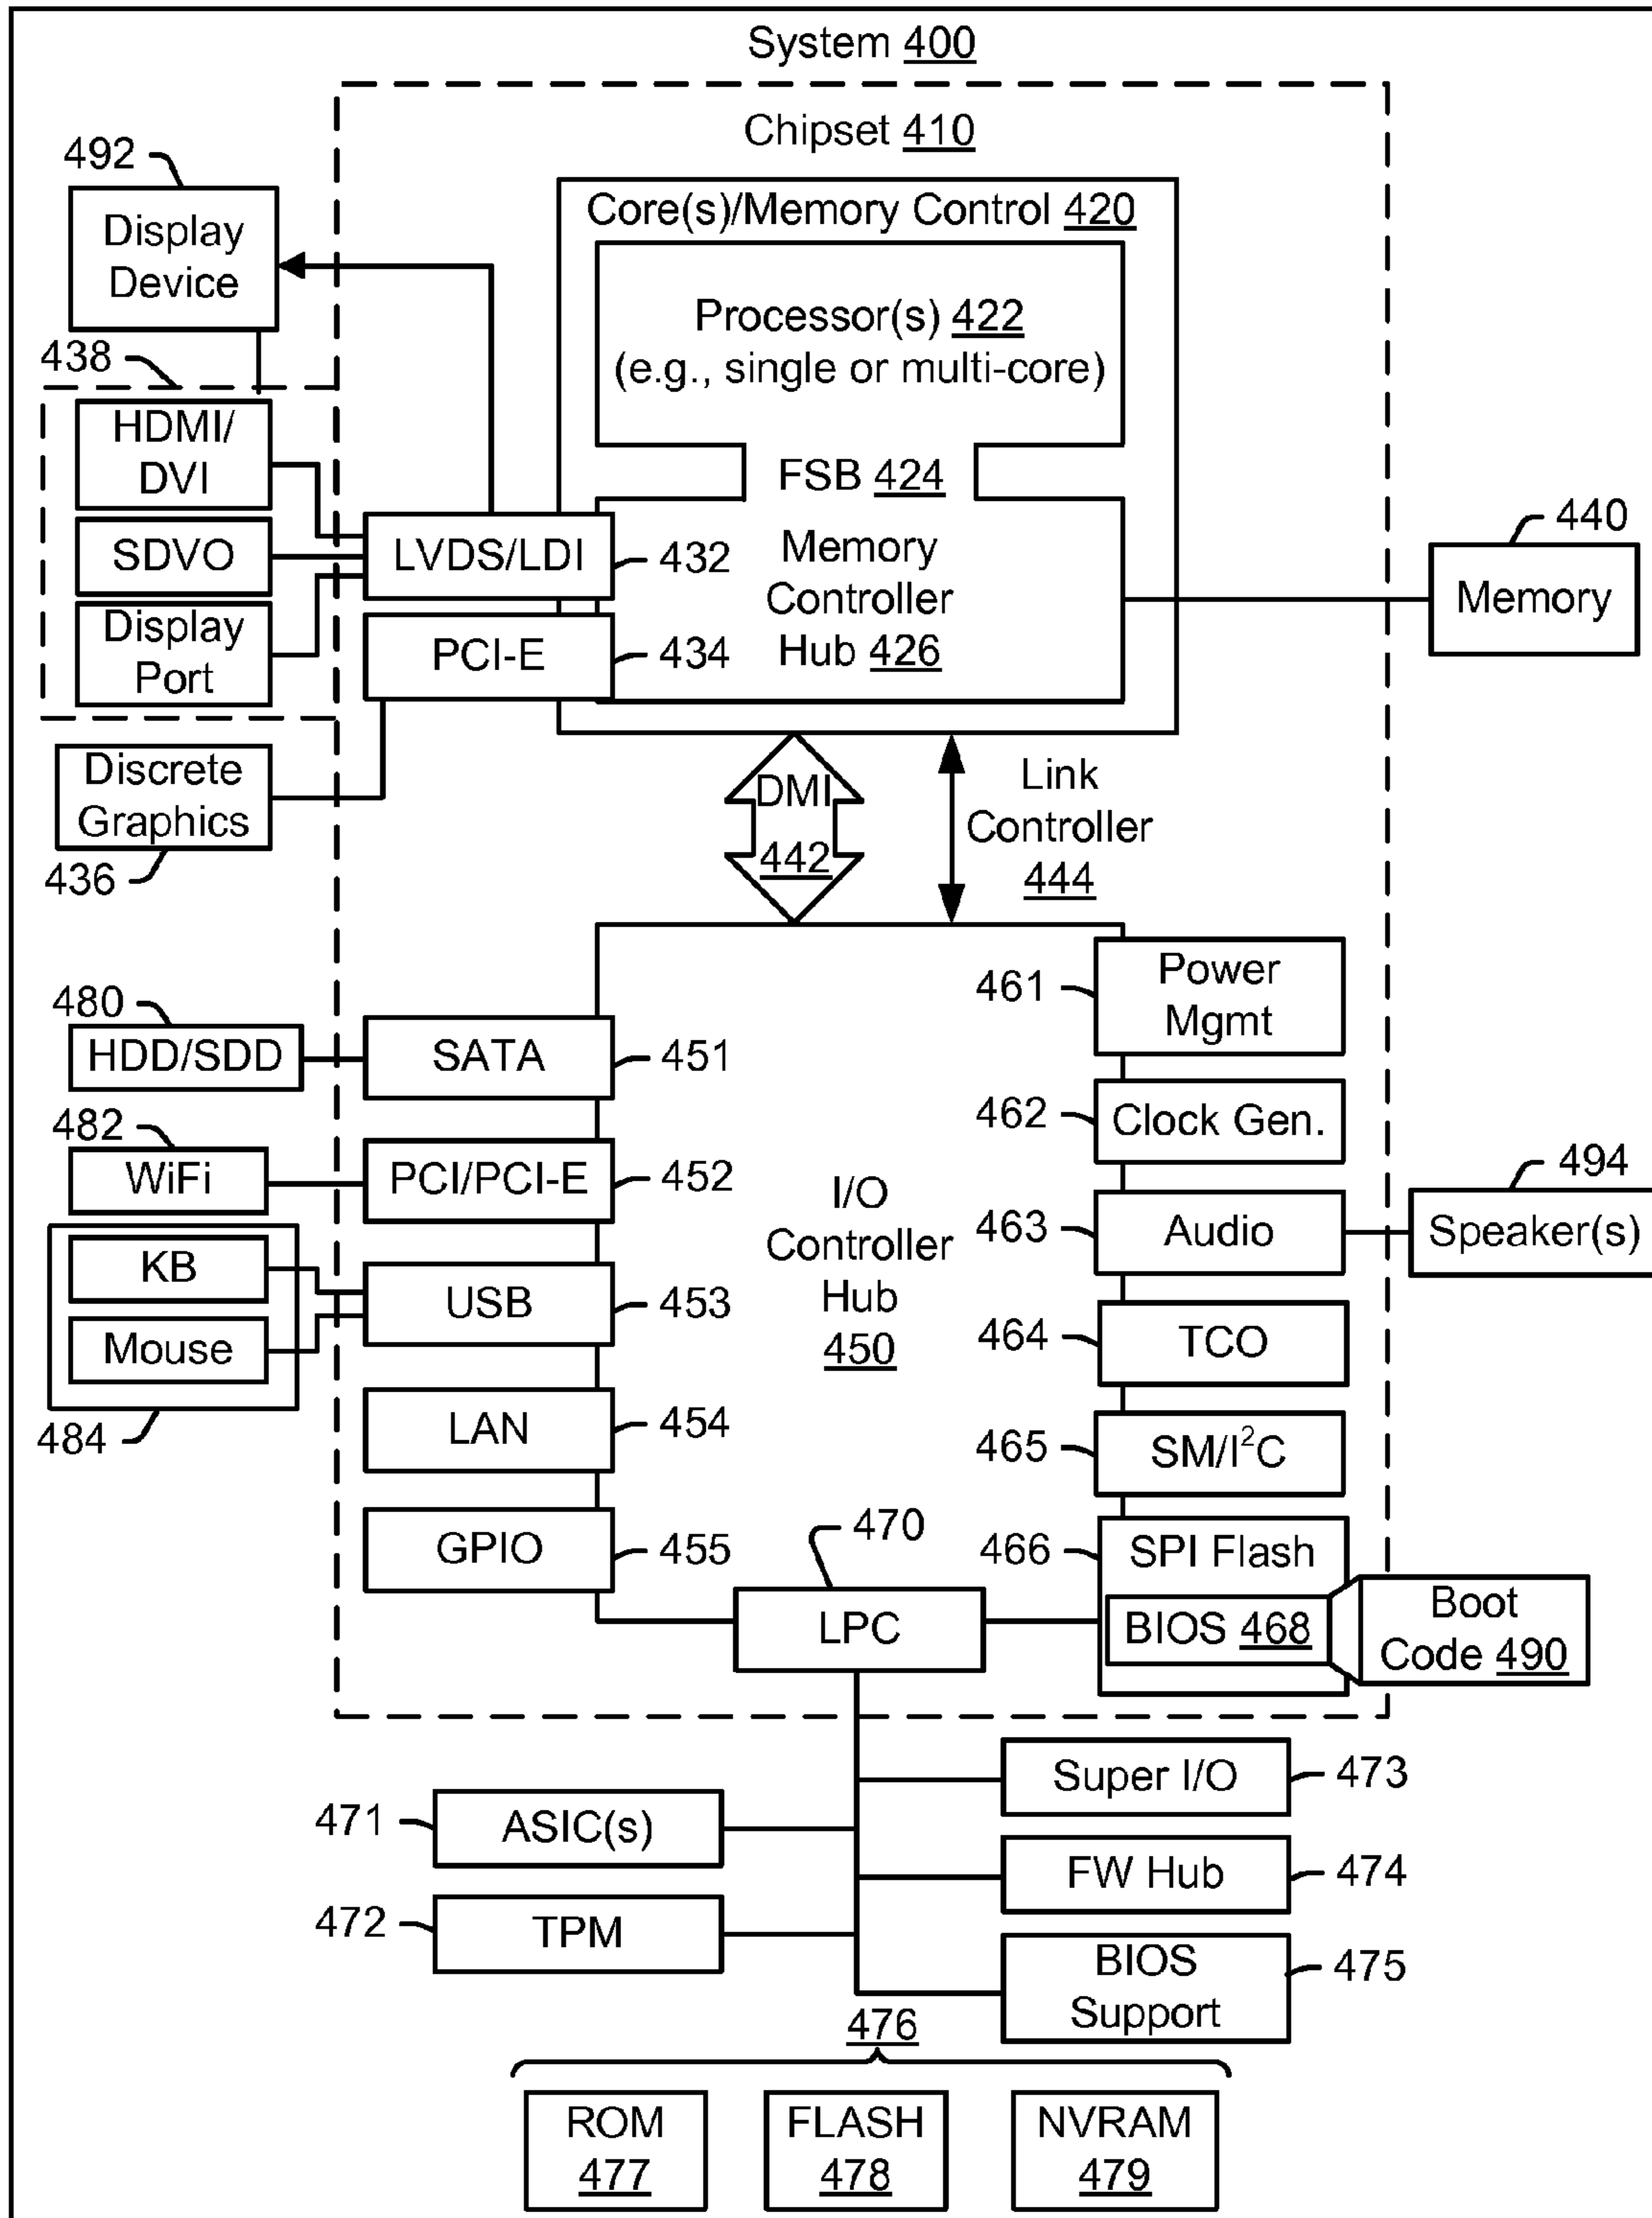 System 400
Chipset 410
492
Display
Device
Core(s)/Memory Control 420
Processor(s) 422
(e.g., single or multi-core)
438
HDMI/
DVI
SDVO
Display
Port
FSB 424
LVDS/LDI
432
PCI-E
434
Memory
Controller
Hub 426
440
Memory
Discrete
Graphics
436
DMI
442
Link
Controller
444
480
HDD/SDD
SATA
451
482
WiFi
PCI/PCI-E
452
KB
Mouse
484
USB
453
LAN
454
GPIO
455
I/O
Controller
Hub
450
461
Power
Mgmt
462
Clock Gen.
463
Audio
494
Speaker(s)
464
TCO
465
SM/I²C
466
SPI Flash
BIOS 468
Boot
Code 490
470
LPC
471
ASIC(s)
472
TPM
Super I/O
473
FW Hub
474
BIOS
Support
475
476
ROM
477
FLASH
478
NVRAM
479